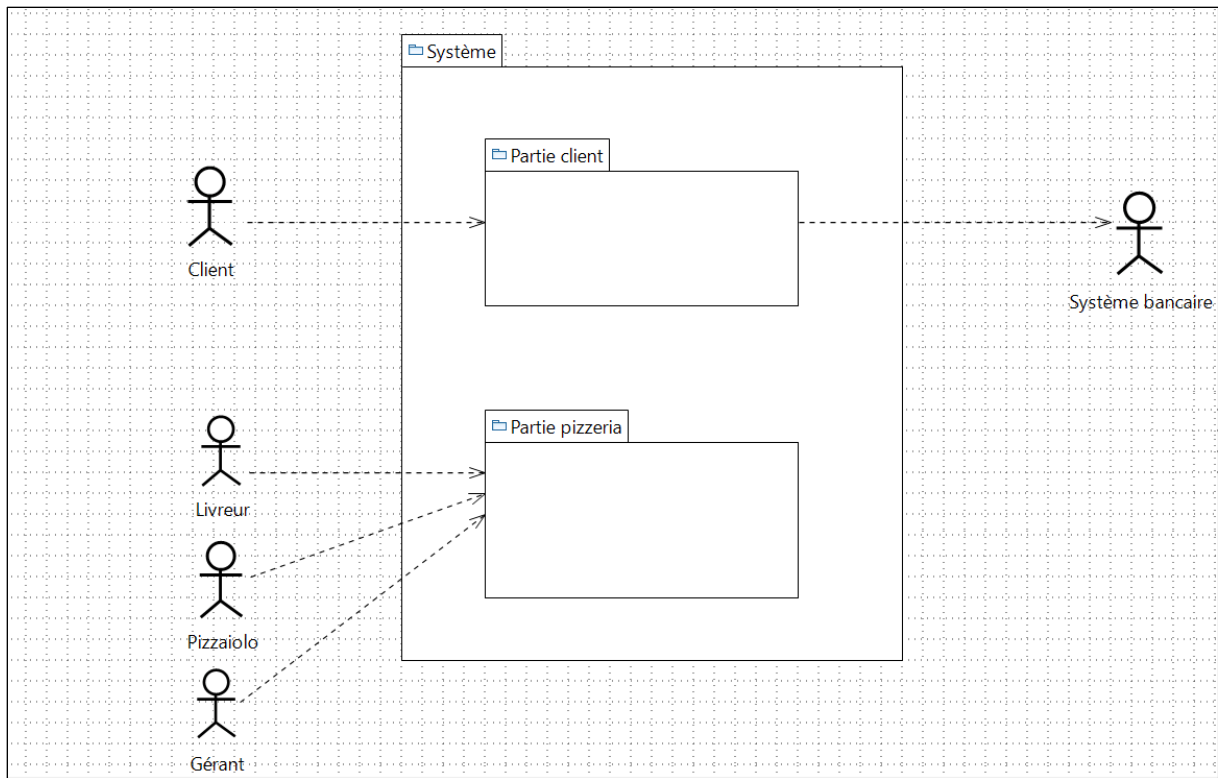 Système
Partie client
Client
Système bancaire
Partie pizzeria
Livreur
Pizzaiolo
Gérant